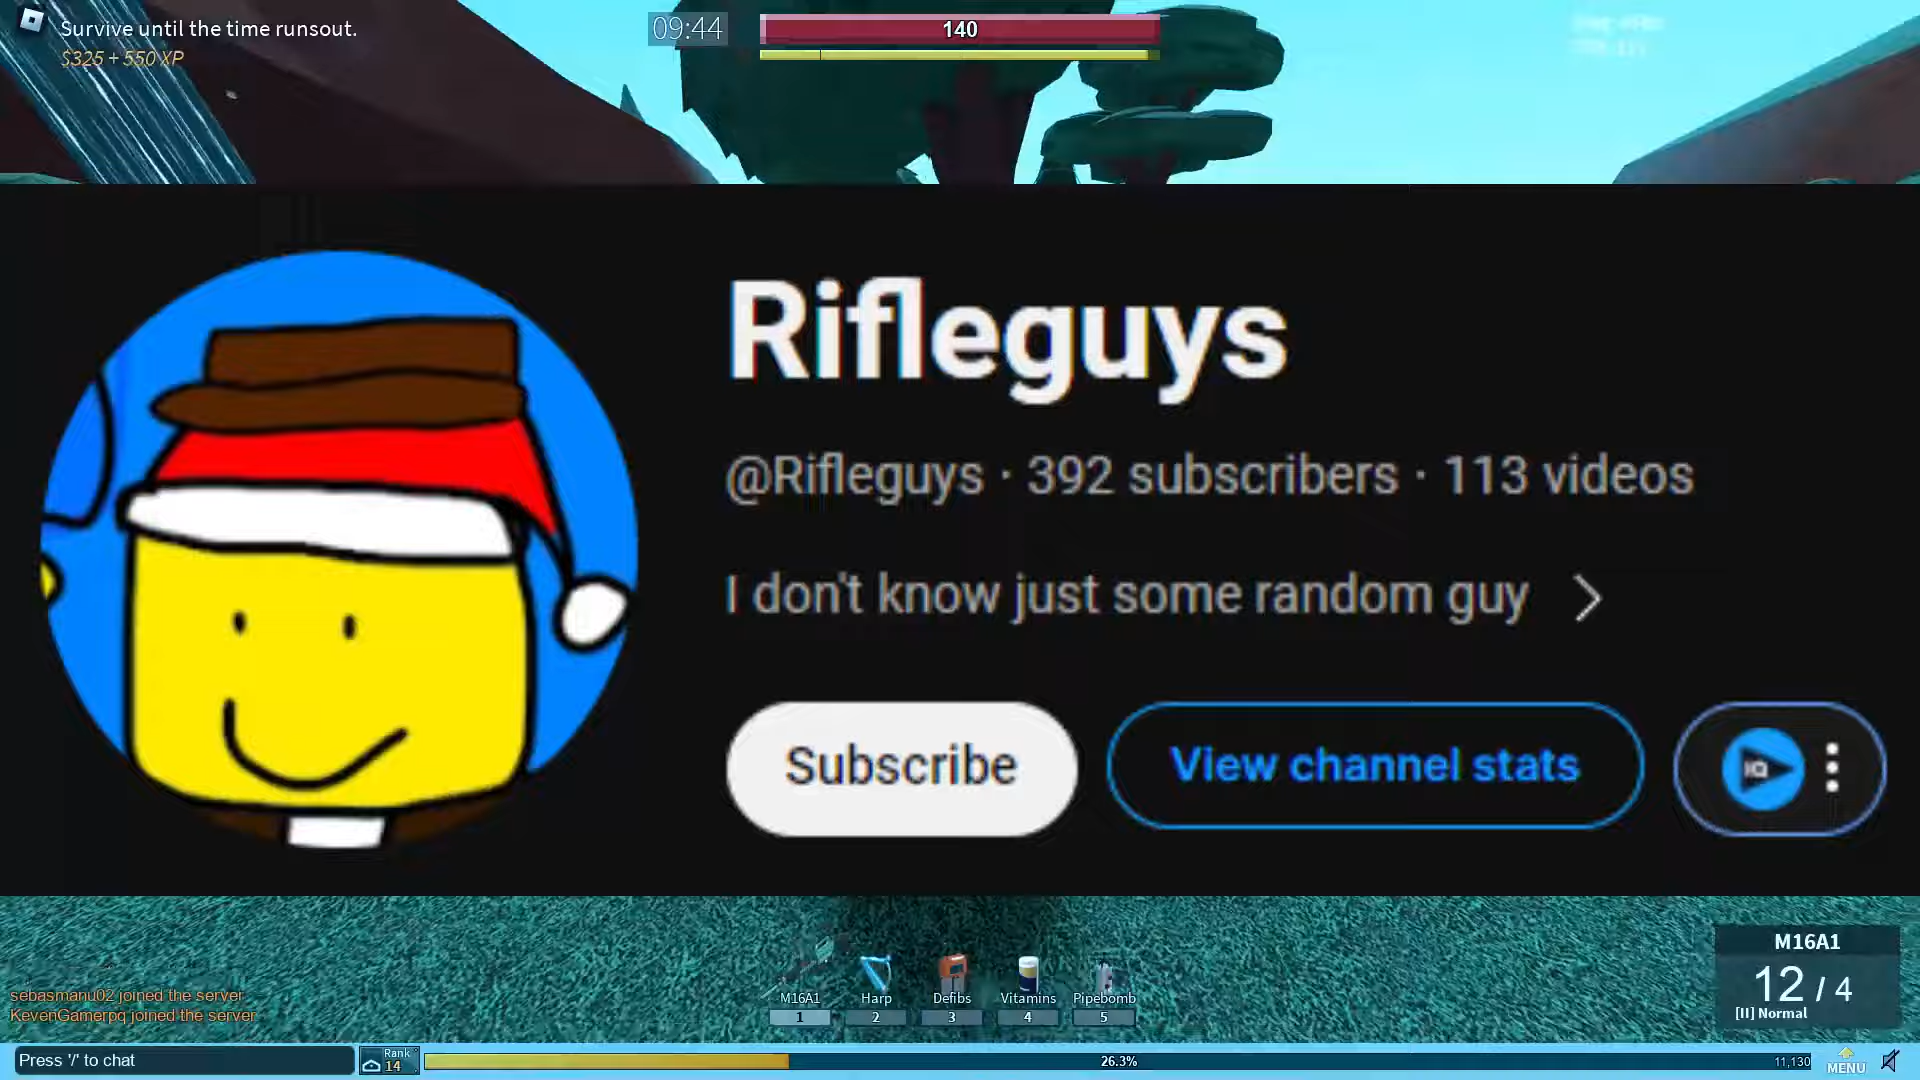 Survive until the time runsout.
$325 + 550 XP
09:44
140
Rifleguys
@Rifleguys · 392 subscribers · 113 videos
I don't know just some random guy
Subscribe
View channel stats
IQ
M16A1
12 / 4
[II] Normal
sebasmanu02 joined the server
KevenGamerpq joined the server
M16A1
Harp
Defibs
Vitamins
Pipebomb
1
2
3
4
5
Press '/' to chat
Rank
14
26.3%
11,130
MENU